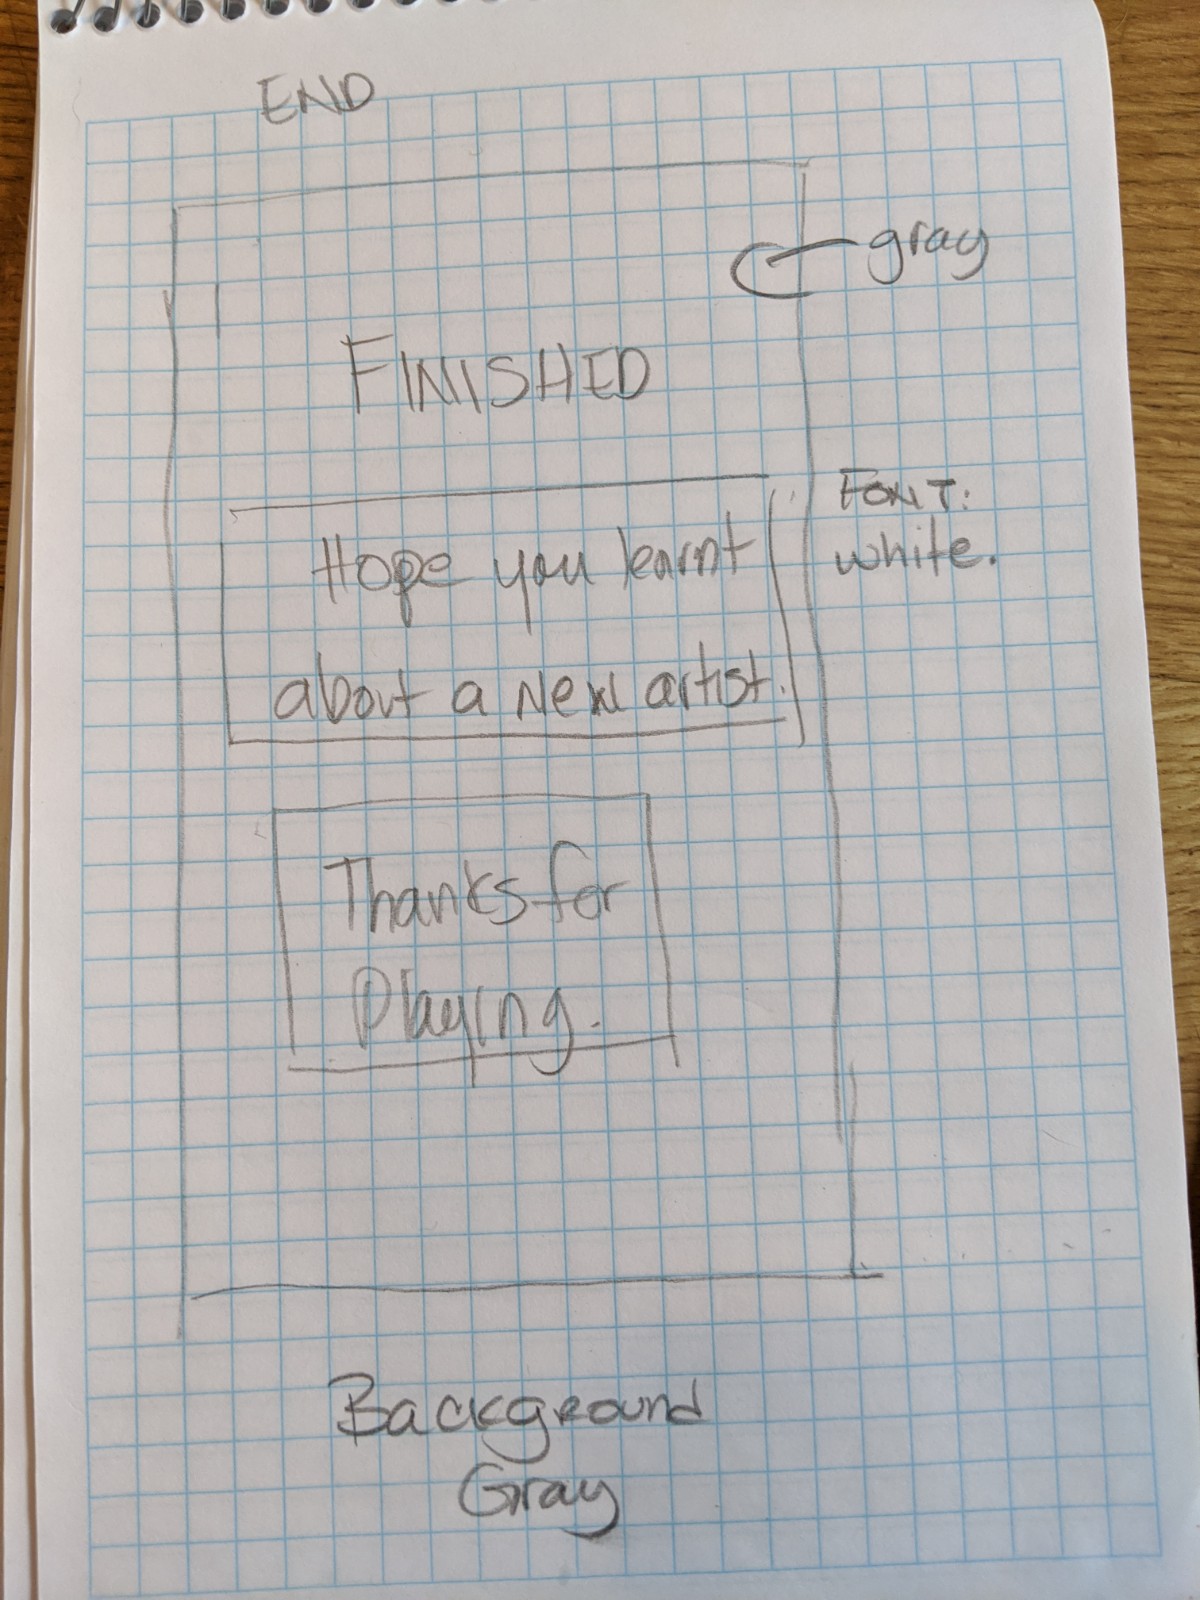 END
gray
FINISHED
FONT:
white.
Hope you learnt
about a new artist.
Thanks for
Playing.
Background
Gray